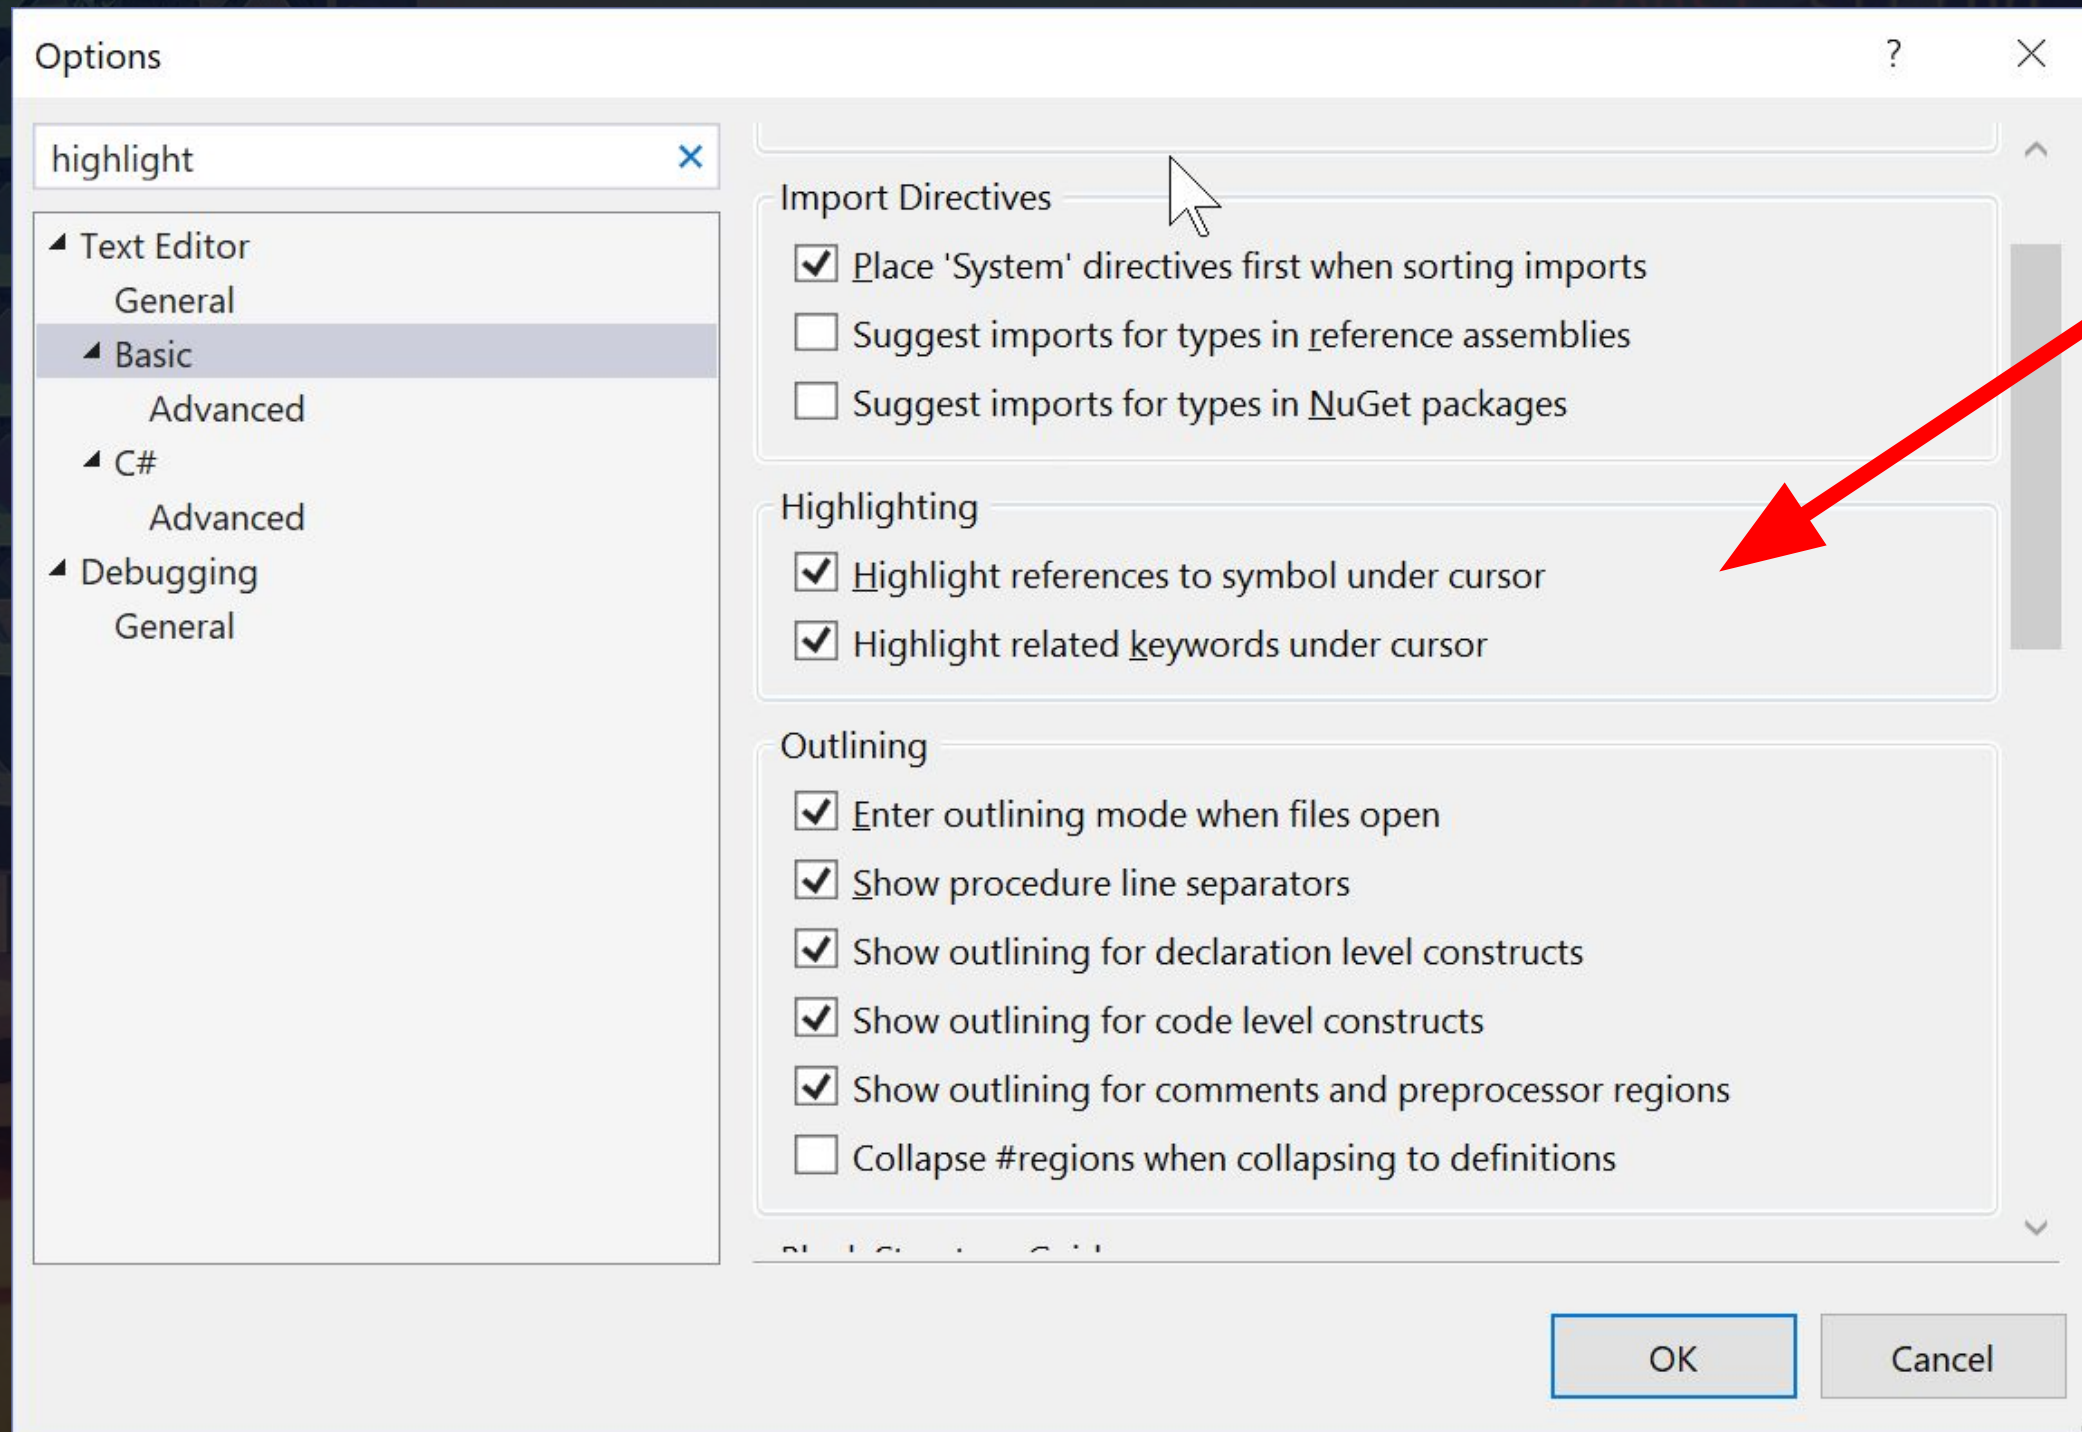 Options
?
highlight
Text Editor
General
Basic
Advanced
C#
Advanced
Debugging
General
Import Directives
Place 'System' directives first when sorting imports
Suggest imports for types in reference assemblies
Suggest imports for types in NuGet packages
Highlighting
Highlight references to symbol under cursor
Highlight related keywords under cursor
Outlining
Enter outlining mode when files open
Show procedure line separators
Show outlining for declaration level constructs
Show outlining for code level constructs
Show outlining for comments and preprocessor regions
Collapse #regions when collapsing to definitions
OK
Cancel